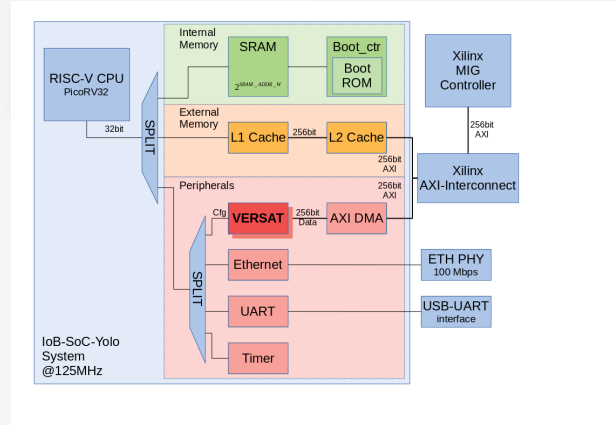 Internal
Memory
SRAM
2^SRAM_ADDR_W
Boot_ctr
Boot
ROM
RISC-V CPU
PicoRV32
32bit
SPLIT
External
Memory
L1 Cache
256bit
L2 Cache
256bit
AXI
Xilinx
MIG
Controller
256bit
AXI
Xilinx
AXI-Interconnect
Peripherals
256bit
AXI
Cfg
VERSAT
256bit
Data
AXI DMA
SPLIT
Ethernet
ETH PHY
100 Mbps
UART
USB-UART
interface
Timer
IoB-SoC-Yolo
System
@125MHz